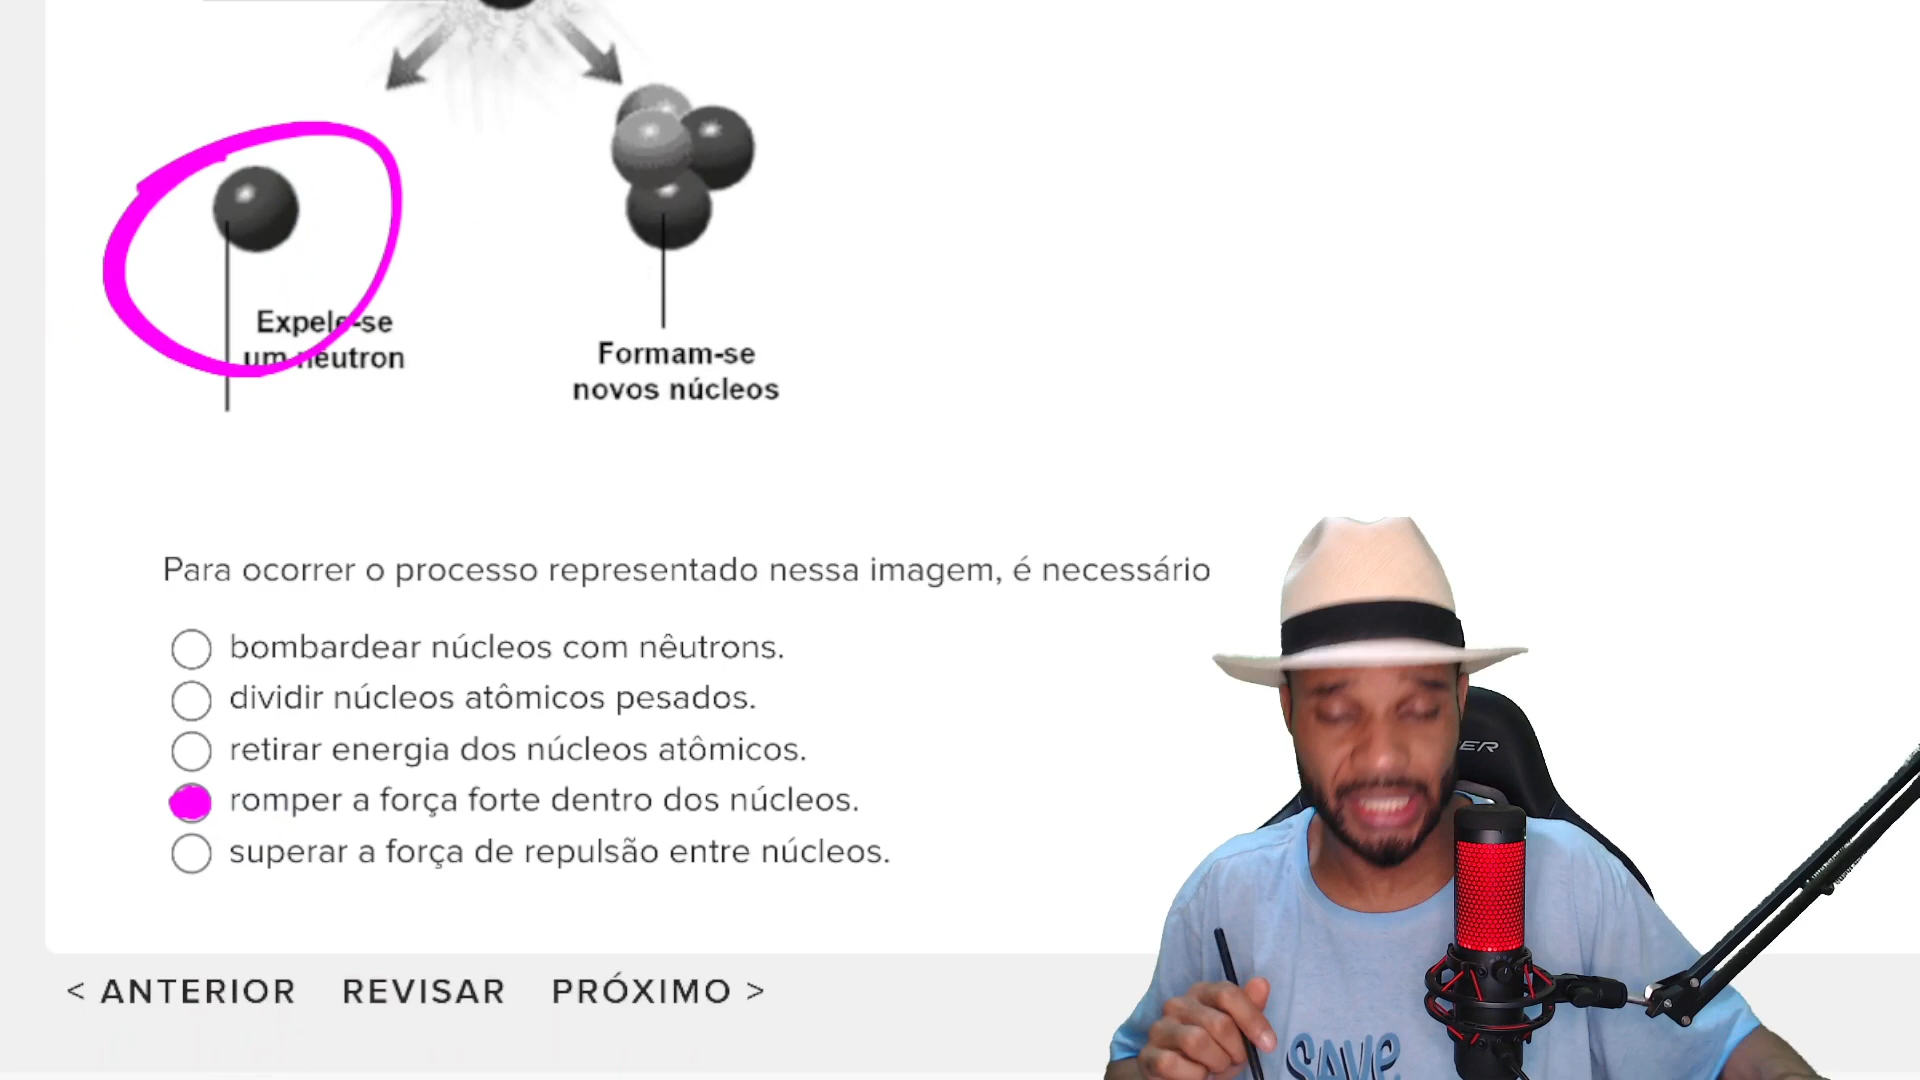 Expele-se
um nêutron
Formam-se
novos núcleos
Para ocorrer o processo representado nessa imagem, é necessário
bombardear núcleos com nêutrons.
dividir núcleos atômicos pesados.
retirar energia dos núcleos atômicos.
romper a força forte dentro dos núcleos.
superar a força de repulsão entre núcleos.
< ANTERIOR REVISAR PRÓXIMO >
SAVE